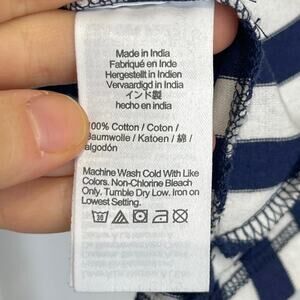 Made in India
Fabriqué en Inde
Hergestellt in Indien
Vervaardigd in India
インド製
hecho en india
100% Cotton / Coton /
Baumwolle / Katoen / 綿 /
algodón
Machine Wash Cold With Like
Colors. Non-Chlorine Bleach
Only. Tumble Dry Low. Iron on
Lowest Setting.